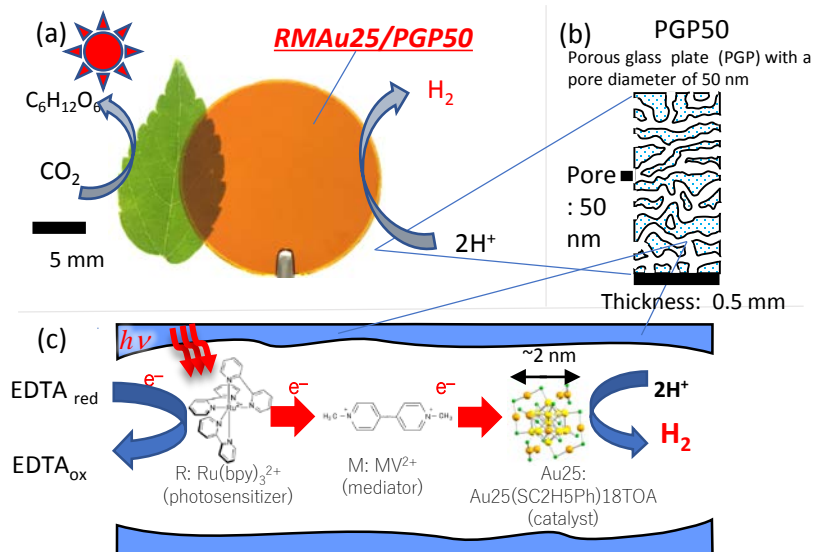 (a)
RMAu25/PGP50
C₆H₁₂O₆
CO₂
H₂
2H⁺
5 mm
(b)
PGP50
Porous glass plate (PGP) with a
pore diameter of 50 nm
Pore
: 50
nm
Thickness: 0.5 mm
(c)
hν
EDTA red
EDTAox
e⁻
e⁻
e⁻
~2 nm
2H⁺
H₂
H₃C
N⁺
N⁺
CH₃
R: Ru(bpy)₃²⁺
(photosensitizer)
M: MV²⁺
(mediator)
Au25:
Au25(SC2H5Ph)18TOA
(catalyst)